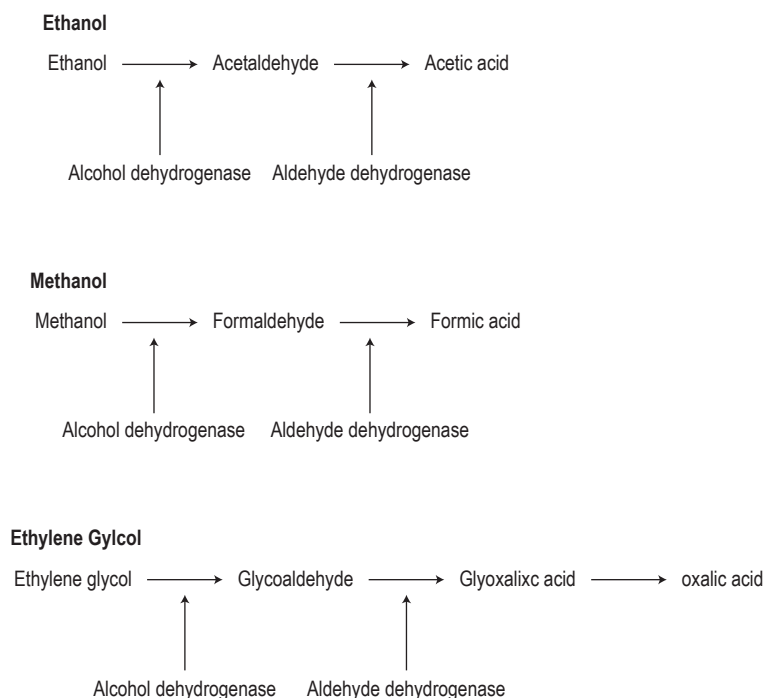 Ethanol
Ethanol Acetaldehyde Acetic acid
Alcohol dehydrogenase Aldehyde dehydrogenase
Methanol
Methanol Formaldehyde Formic acid
Alcohol dehydrogenase Aldehyde dehydrogenase
Ethylene Gylcol
Ethylene glycol Glycoaldehyde Glyoxalixc acid oxalic acid
Alcohol dehydrogenase Aldehyde dehydrogenase